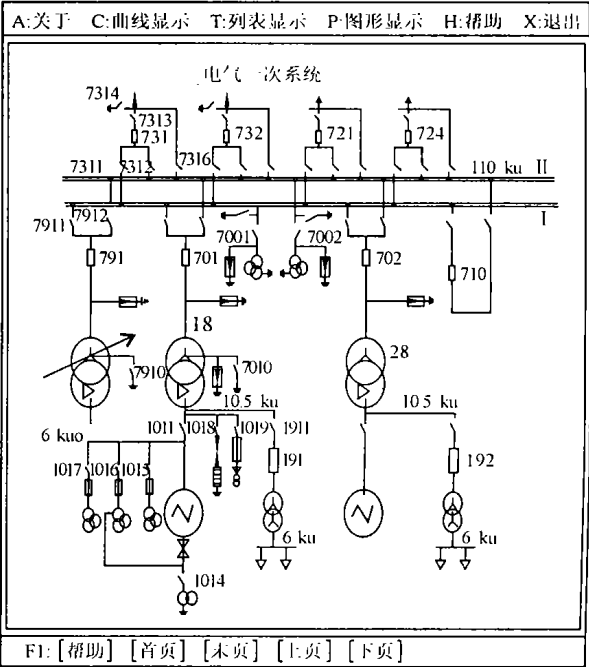 A:关于 C:曲线显示 T:列表显示 P:图形显示 H:帮助 X:退出
电气一次系统
7314
7313
731 732 721 724
7311 7312 7316 110 ku II
7911 7912 I
7001 7002
791 701 702 710
18
28
7910 7010
10.5 ku 10.5 ku
6 kuo 1011 1018 1019 1911
1017 1016 1015 191 192
6 ku 6 ku
1014
F1: [帮助] [首页] [末页] [上页] [下页]